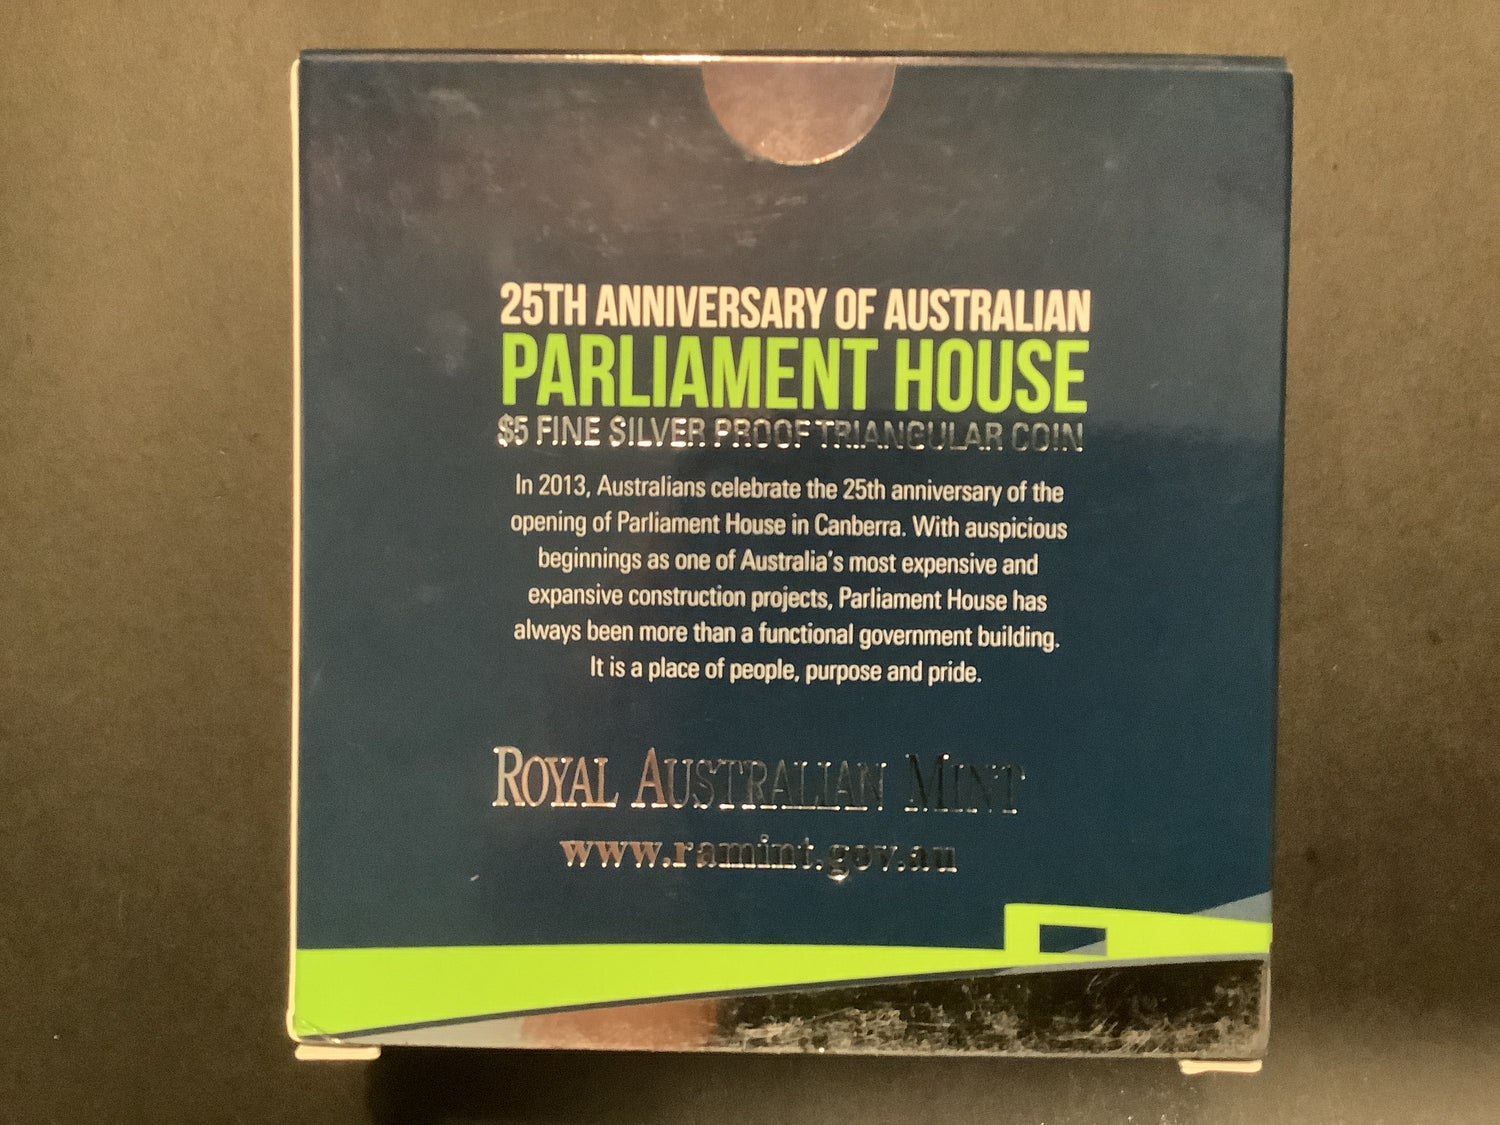 25TH ANNIVERSARY OF AUSTRALIAN
PARLIAMENT HOUSE
$5 FINE SILVER PROOF TRIANGULAR COIN
In 2013, Australians celebrate the 25th anniversary of the
opening of Parliament House in Canberra. With auspicious
beginnings as one of Australia's most expensive and
expansive construction projects, Parliament House has
always been more than a functional government building.
It is a place of people, purpose and pride.
ROYAL AUSTRALIAN MINT
www.ramint.gov.au